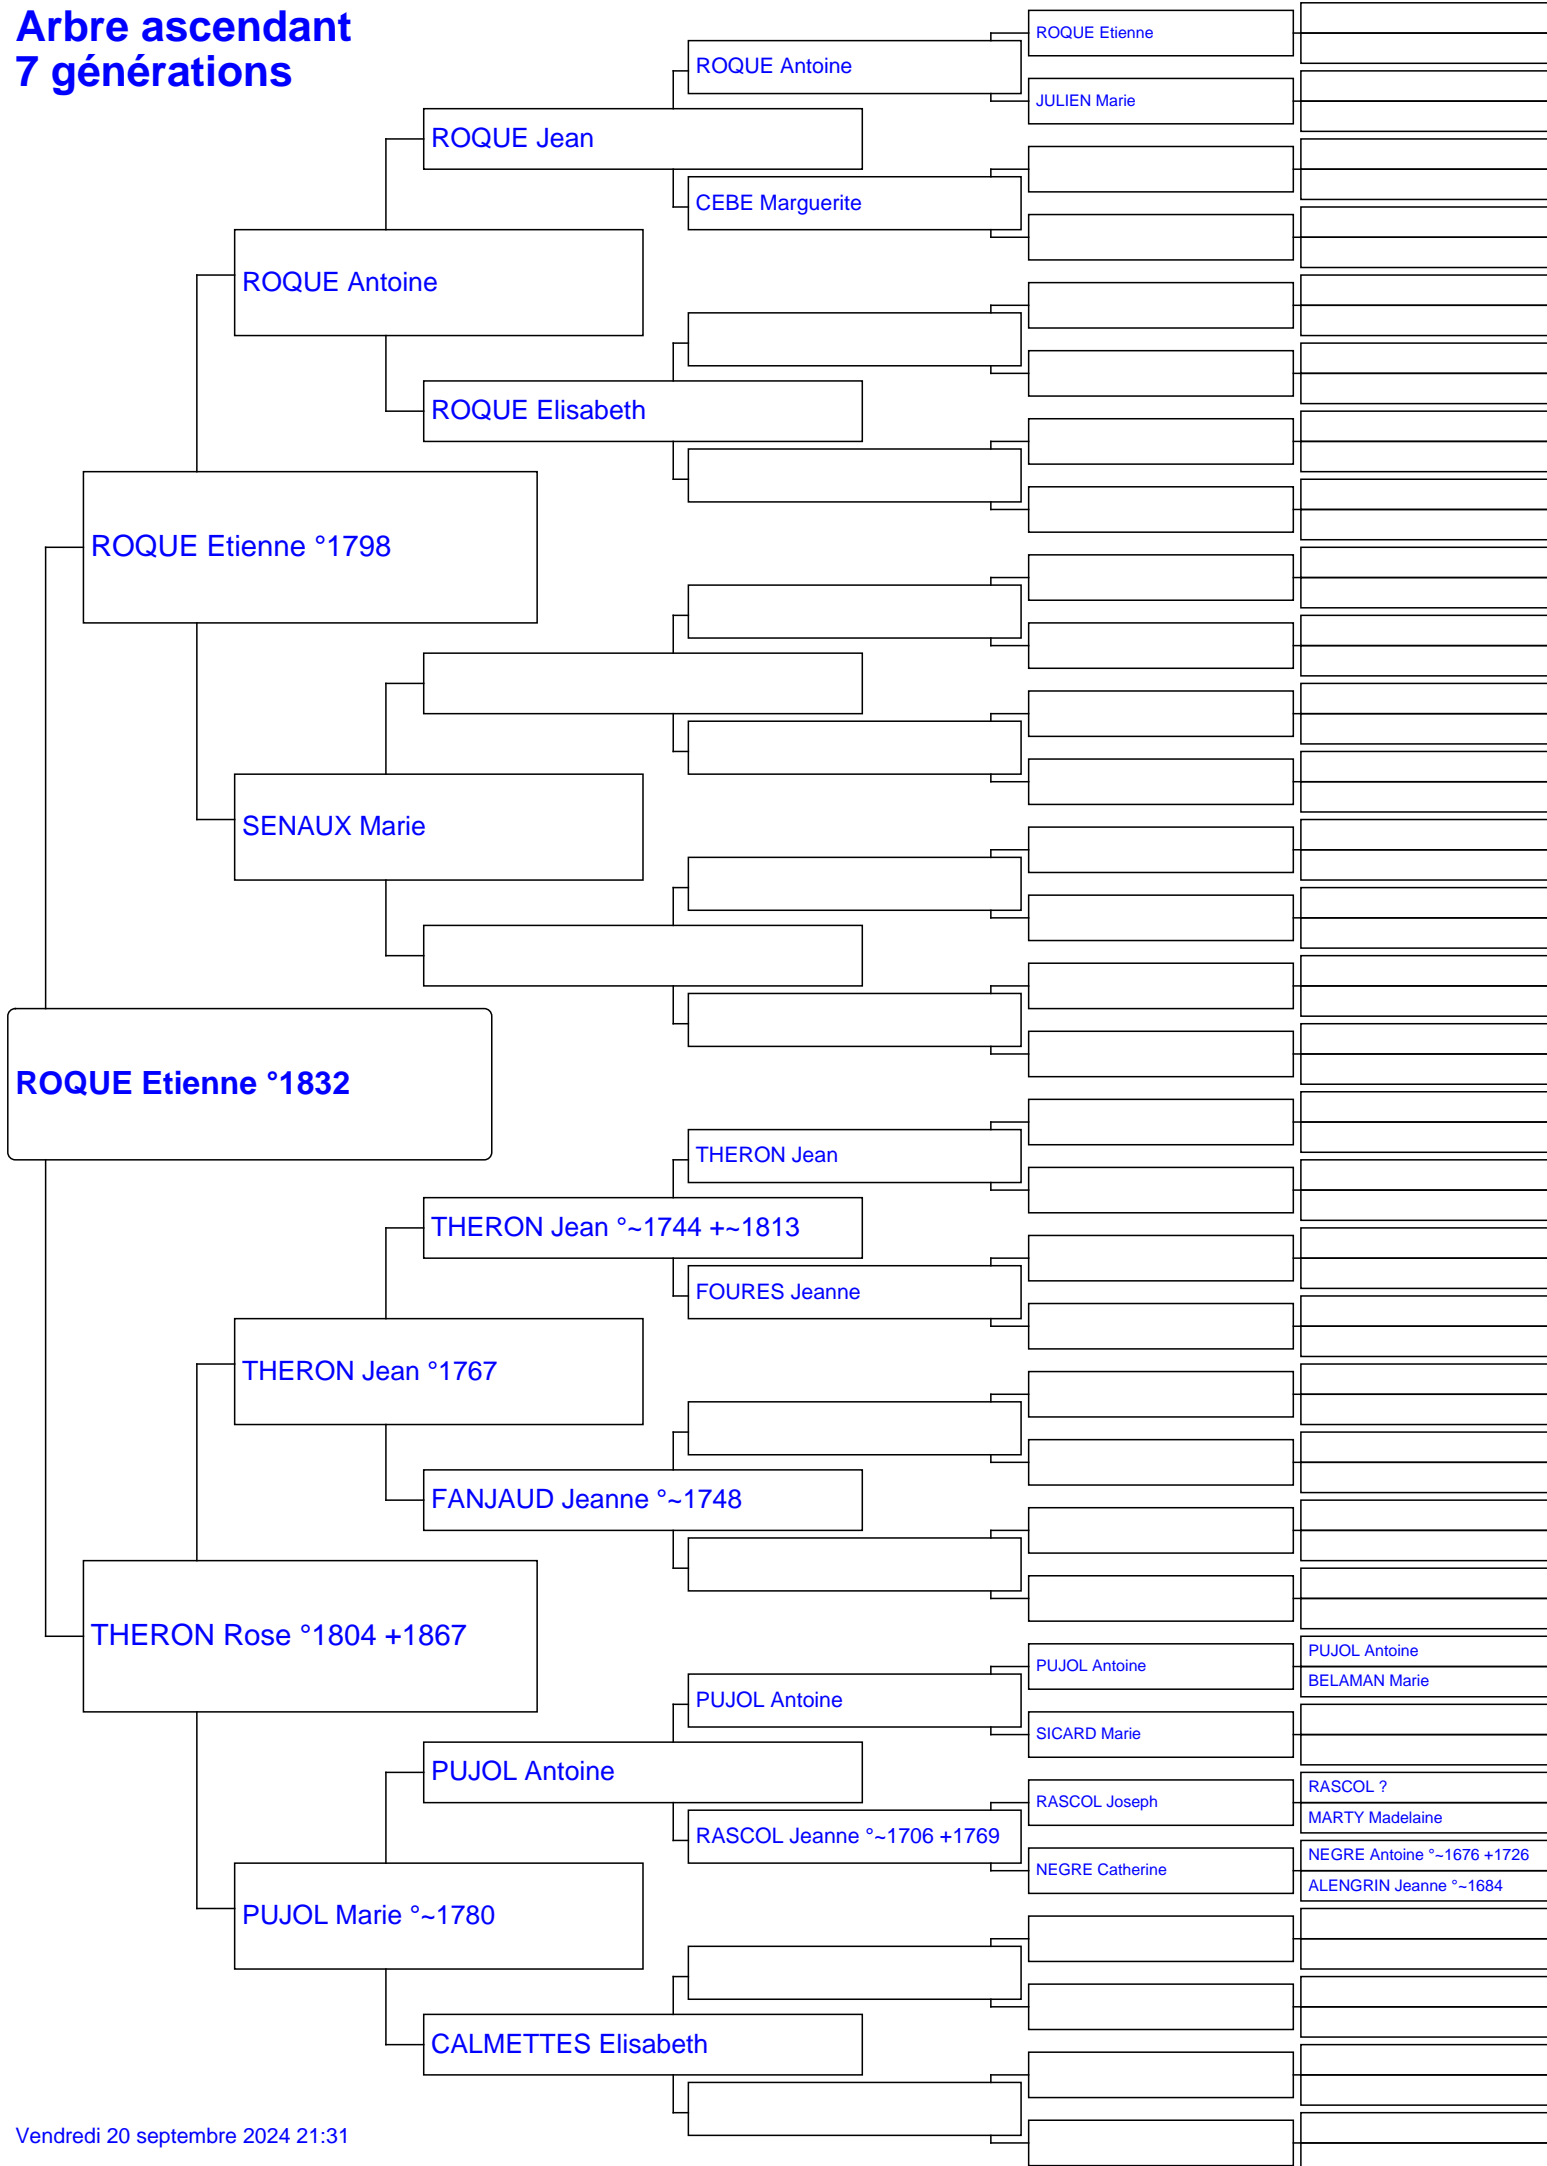 Arbre ascendant
7 générations
ROQUE Etienne
ROQUE Antoine
JULIEN Marie
ROQUE Jean
CEBE Marguerite
ROQUE Antoine
ROQUE Elisabeth
ROQUE Etienne °1798
SENAUX Marie
ROQUE Etienne °1832
THERON Jean
THERON Jean °~1744 +~1813
FOURES Jeanne
THERON Jean °1767
FANJAUD Jeanne °~1748
THERON Rose °1804 +1867
PUJOL Antoine
BELAMAN Marie
PUJOL Antoine
PUJOL Antoine
SICARD Marie
PUJOL Antoine
RASCOL ?
MARTY Madelaine
RASCOL Joseph
RASCOL Jeanne °~1706 +1769
NEGRE Antoine °~1676 +1726
ALENGRIN Jeanne °~1684
NEGRE Catherine
PUJOL Marie °~1780
CALMETTES Elisabeth
Vendredi 20 septembre 2024 21:31